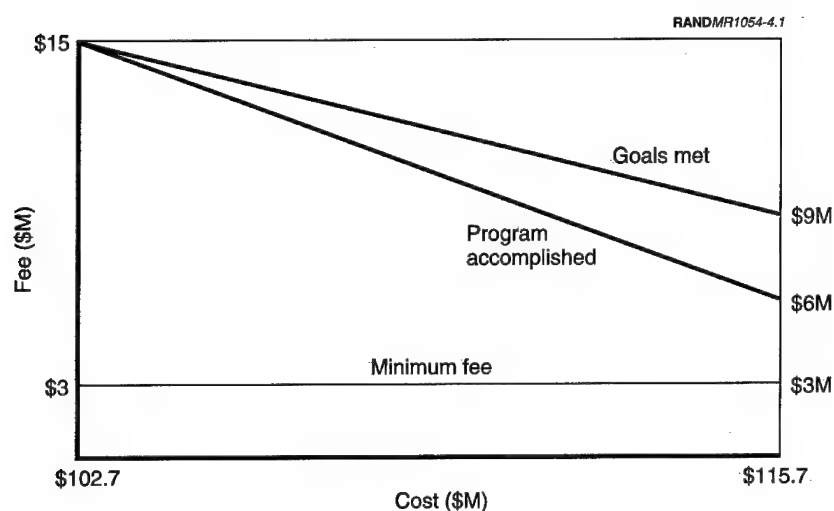 RANDMR1054-4.1
$15
Goals met
$9M
Program
accomplished
Fee ($M)
$6M
Minimum fee
$3
$3M
$102.7
$115.7
Cost ($M)